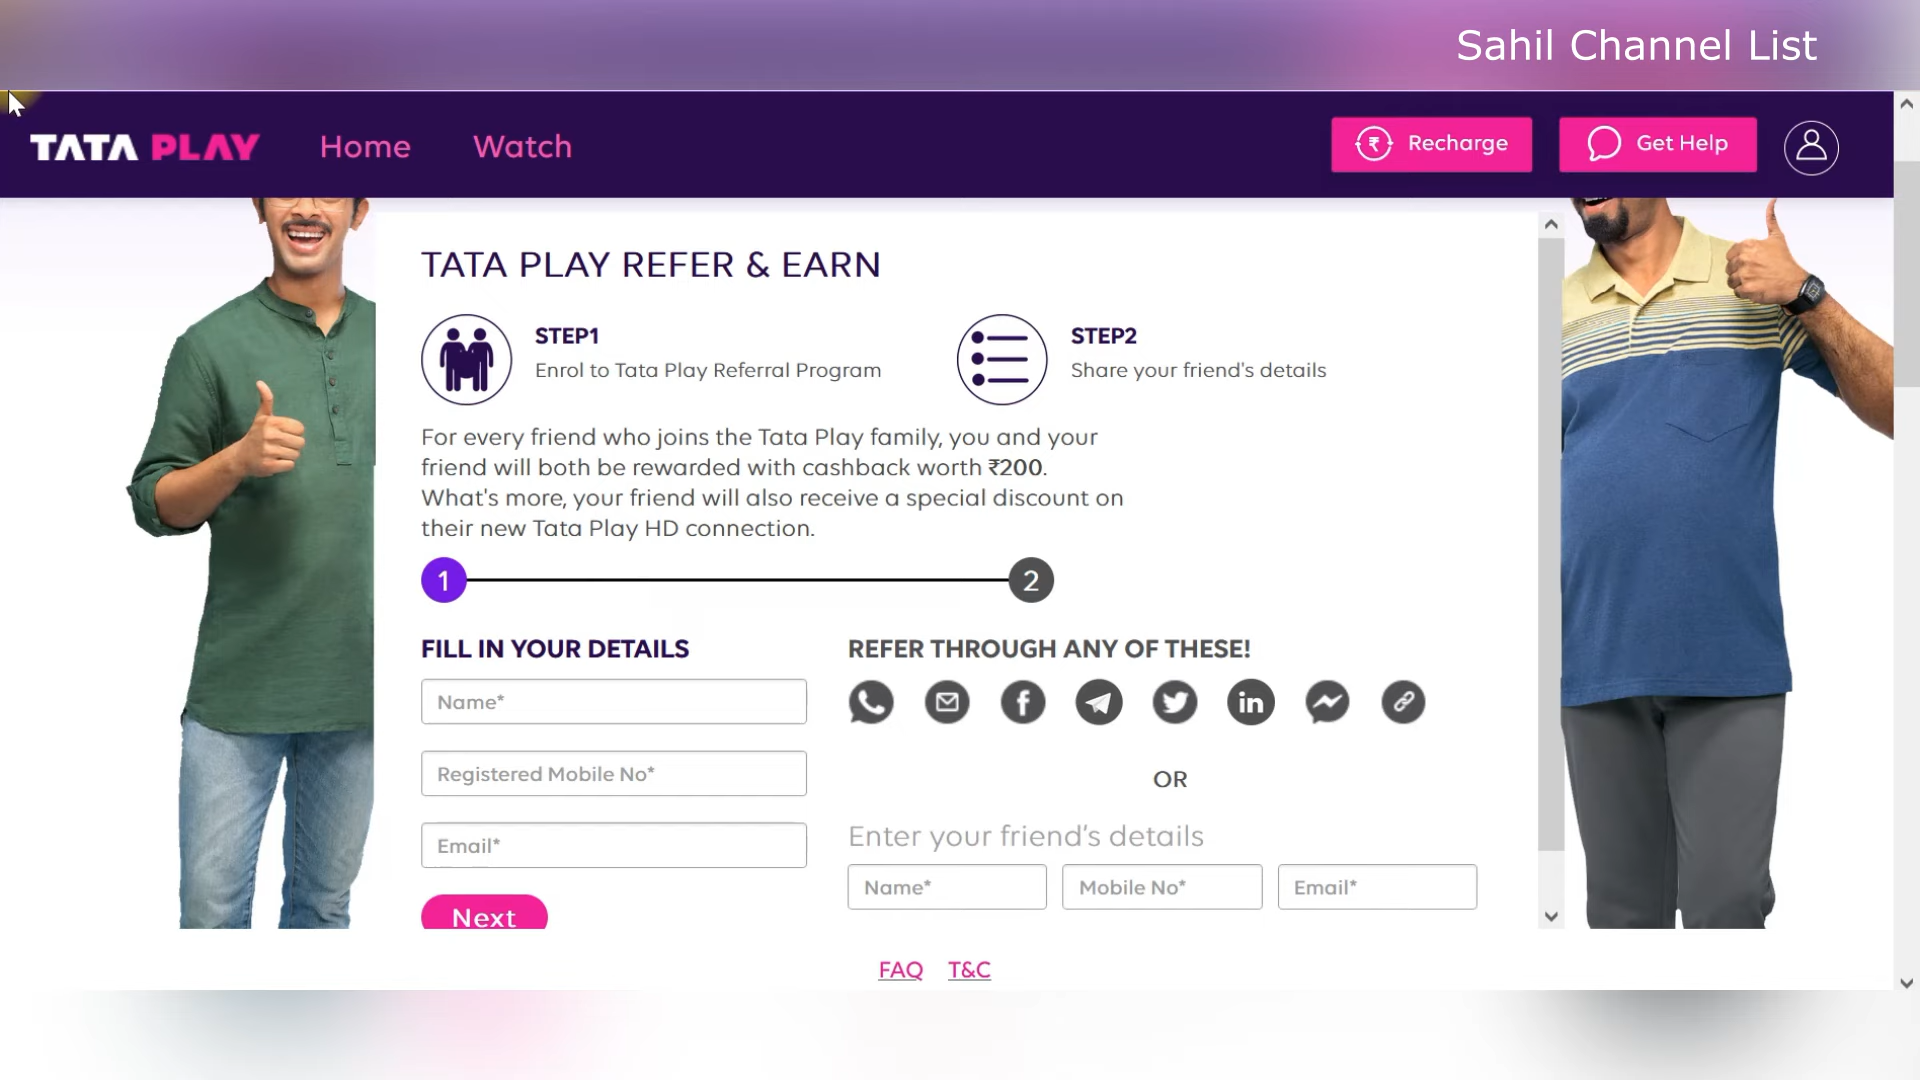 Sahil Channel List
TATA PLAY Home Watch Recharge Get Help
TATA PLAY REFER & EARN
STEP1
Enrol to Tata Play Referral Program
STEP2
Share your friend's details
For every friend who joins the Tata Play family, you and your
friend will both be rewarded with cashback worth ₹200.
What's more, your friend will also receive a special discount on
their new Tata Play HD connection.
1 2
FILL IN YOUR DETAILS
Name*
Registered Mobile No*
Email*
Next
REFER THROUGH ANY OF THESE!
OR
Enter your friend's details
Name* Mobile No* Email*
FAQ T&C